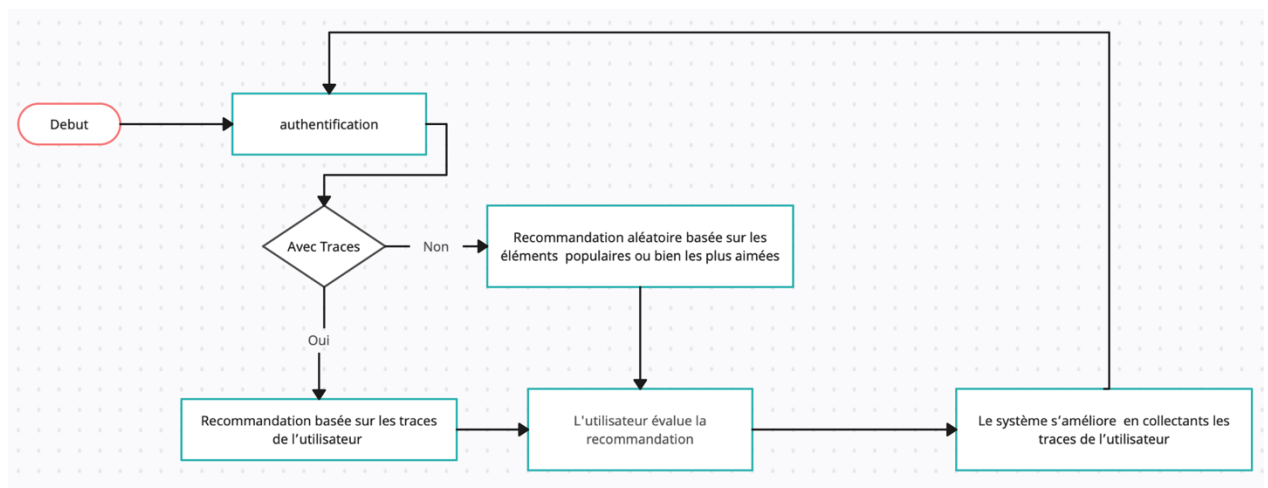 Debut
authentification
Avec Traces
Non
Recommandation aléatoire basée sur les
éléments  populaires ou bien les plus aimées
Oui
Recommandation basée sur les traces
de l’utilisateur
L'utilisateur évalue la
recommandation
Le système s’améliore  en collectants les
traces de l’utilisateur